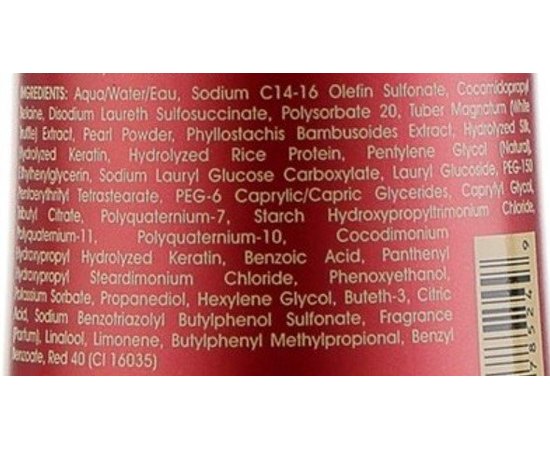 INGREDIENTS: Aqua/Water/Eau, Sodium C14-16 Olefin Sulfonate, Cocamidopropyl
Betaine, Disodium Laureth Sulfosuccinate, Polysorbate 20, Tuber Magnatum (White
Truffle) Extract, Pearl Powder, Phyllostachis Bambusoides Extract, Hydrolyzed Silk,
Hydrolyzed Keratin, Hydrolyzed Rice Protein, Pentylene Glycol (Natural),
Ethylhexylglycerin, Sodium Lauryl Glucose Carboxylate, Lauryl Glucoside, PEG-150
Pentaerythrityl Tetrastearate, PEG-6 Caprylic/Capric Glycerides, Caprylyl Glycol,
Tributyl Citrate, Polyquaternium-7, Starch Hydroxypropyltrimonium Chloride,
Polyquaternium-11, Polyquaternium-10, Cocodimonium
Hydroxypropyl Hydrolyzed Keratin, Benzoic Acid, Panthenyl
Hydroxypropyl Steardimonium Chloride, Phenoxyethanol,
Potassium Sorbate, Propanediol, Hexylene Glycol, Buteth-3, Citric
Acid, Sodium Benzotriazolyl Butylphenol Sulfonate, Fragrance
(Parfum), Linalool, Limonene, Butylphenyl Methylpropional, Benzyl
Benzoate, Red 40 (CI 16035)
78524 9